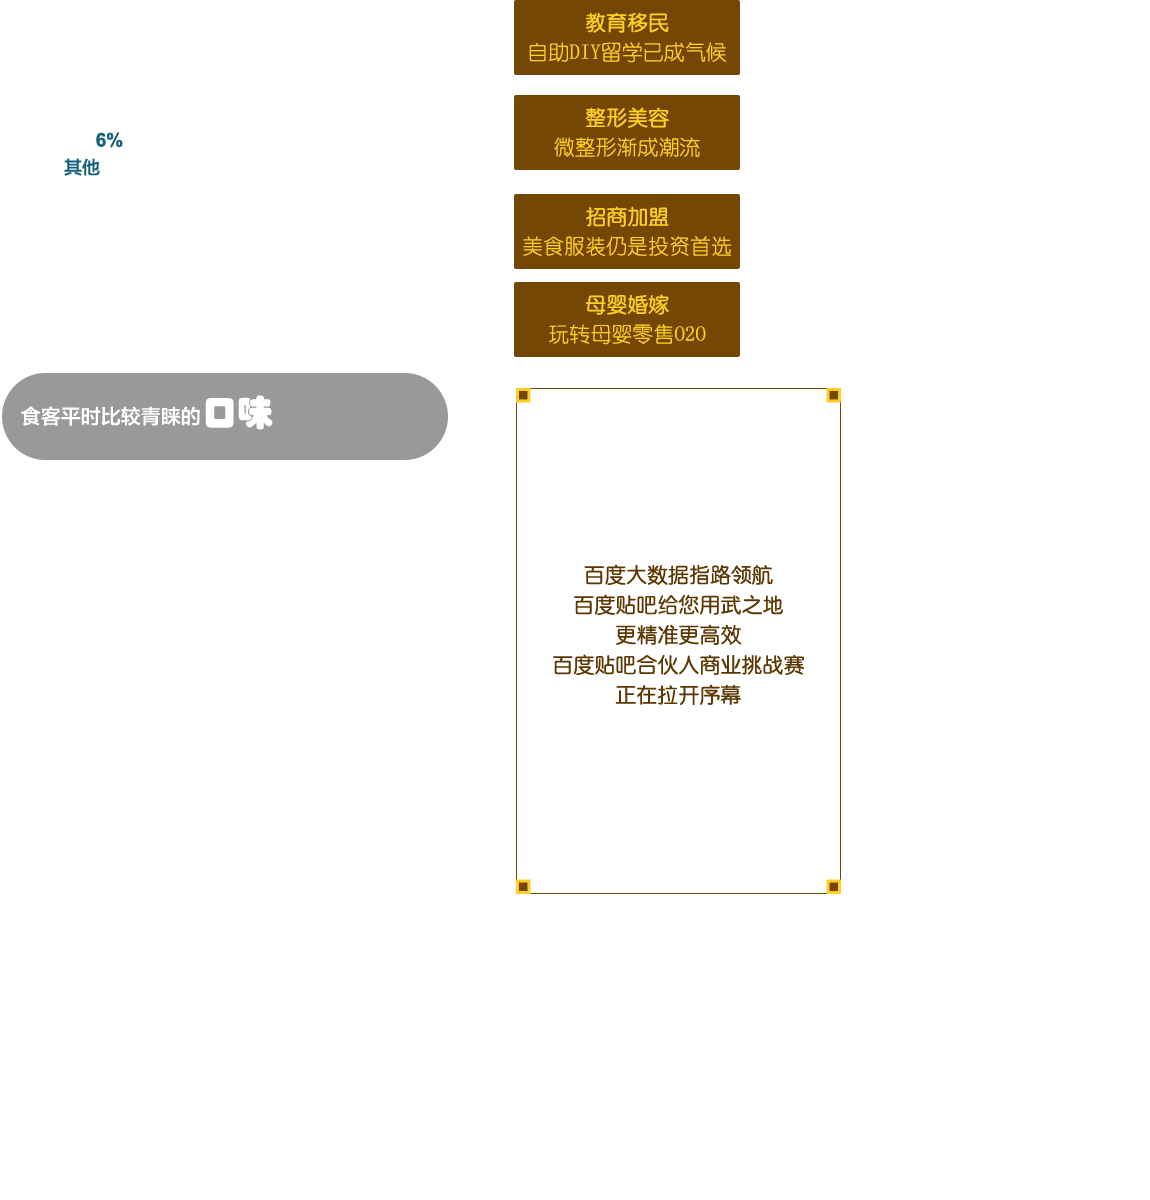 教育移民
自助DIY留学已成气候
整形美容
微整形渐成潮流
6%
其他
招商加盟
美食服装仍是投资首选
母婴婚嫁
玩转母婴零售O2O
食客平时比较青睐的 口味
百度大数据指路领航
百度贴吧给您用武之地
更精准更高效
百度贴吧合伙人商业挑战赛
正在拉开序幕